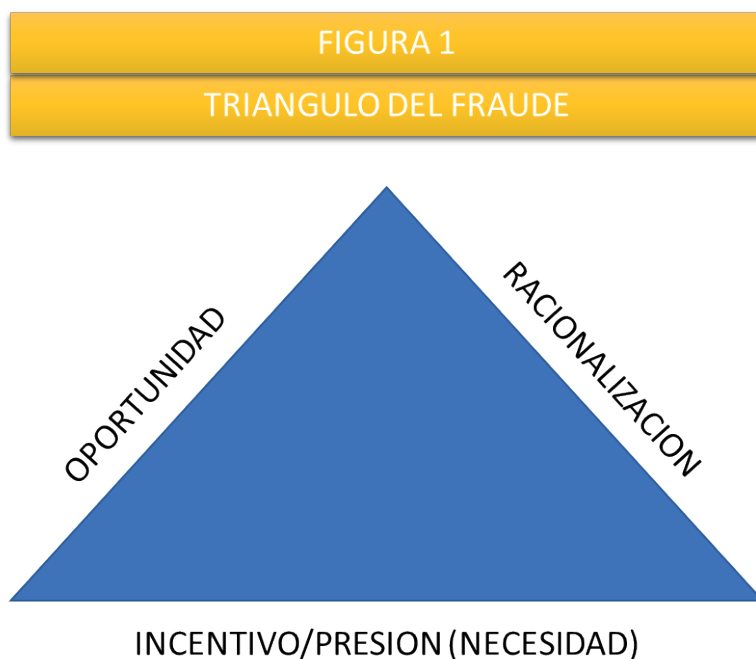 FIGURA 1
TRIANGULO DEL FRAUDE
OPORTUNIDAD
RACIONALIZACION
INCENTIVO/PRESION (NECESIDAD)